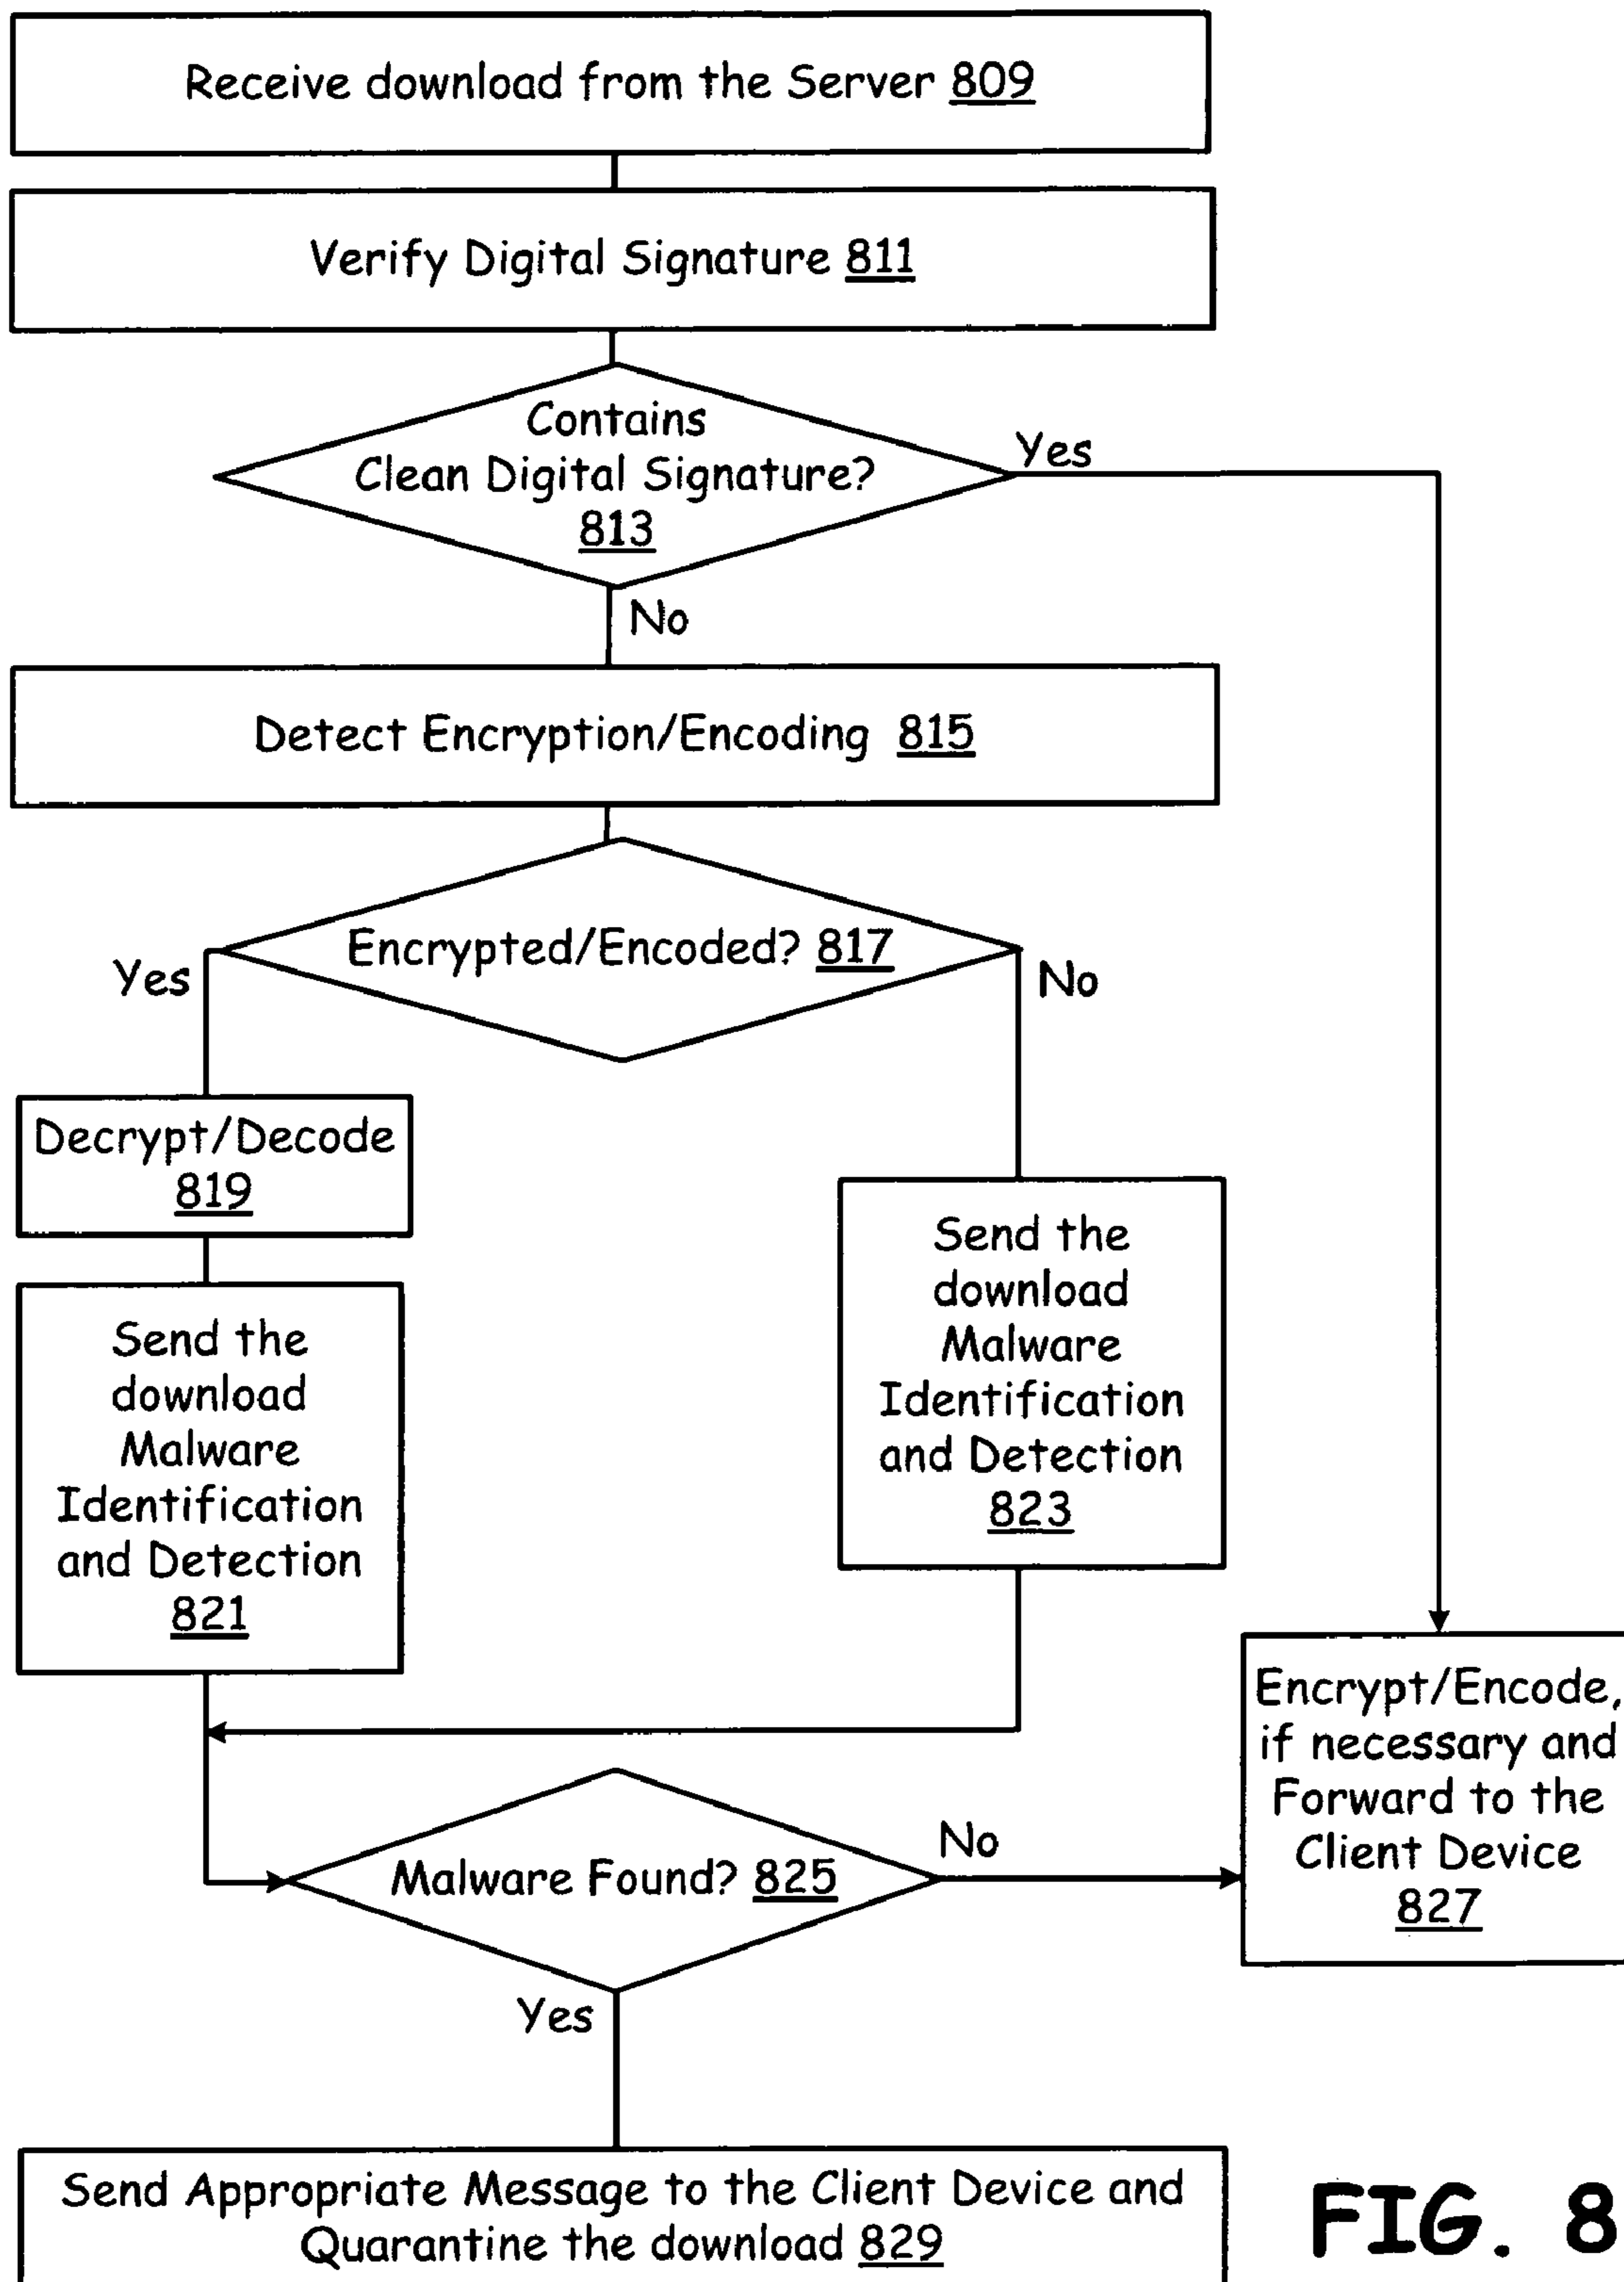 Receive download from the Server 809
Verify Digital Signature 811
Contains
Clean Digital Signature?
813
Yes
No
Detect Encryption/Encoding 815
Encrypted/Encoded? 817
Yes
No
Decrypt/Decode
819
Send the
download
Malware
Identification
and Detection
821
Send the
download
Malware
Identification
and Detection
823
Encrypt/Encode,
if necessary and
Forward to the
Client Device
827
Malware Found? 825
No
Yes
Send Appropriate Message to the Client Device and
Quarantine the download 829
FIG. 8